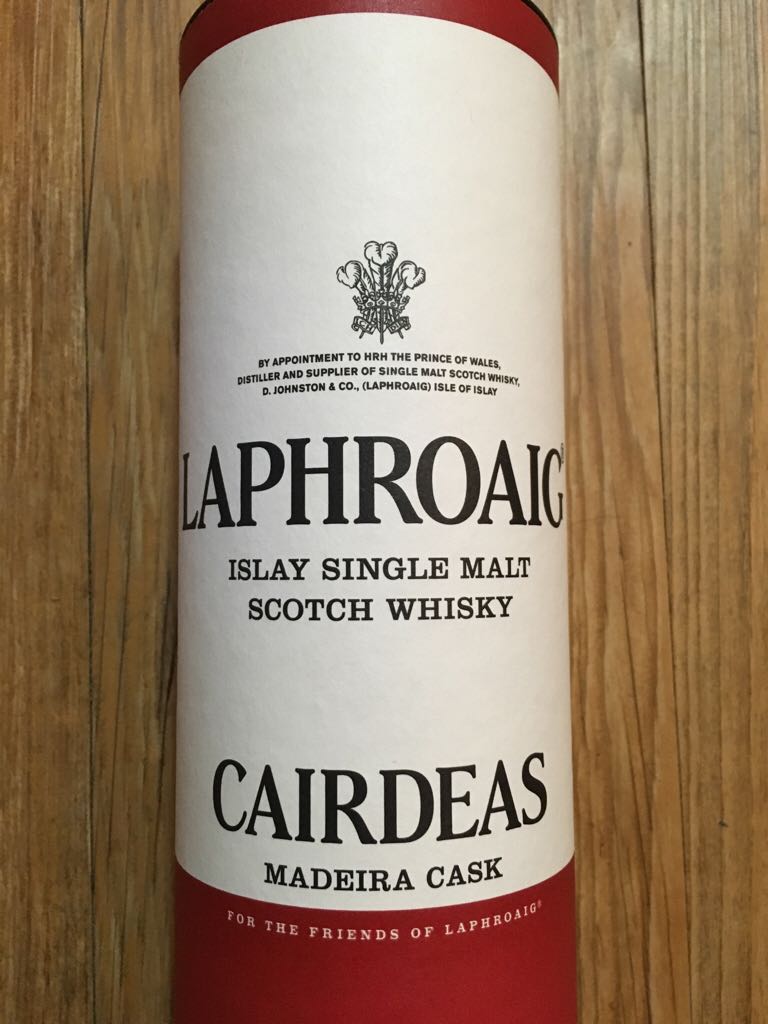 BY APPOINTMENT TO HRH THE PRINCE OF WALES,
DISTILLER AND SUPPLIER OF SINGLE MALT SCOTCH WHISKY,
D. JOHNSTON & CO., (LAPHROAIG) ISLE OF ISLAY
LAPHROAIG®
ISLAY SINGLE MALT
SCOTCH WHISKY
CAIRDEAS
MADEIRA CASK
FOR THE FRIENDS OF LAPHROAIG®